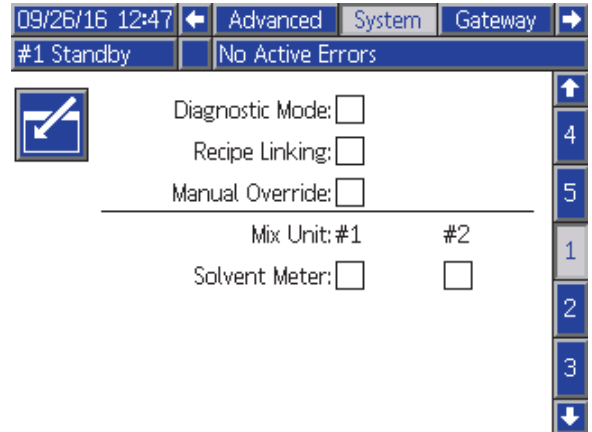 09/26/16 12:47 Advanced System Gateway
#1 Standby No Active Errors
Diagnostic Mode:
4
Recipe Linking:
Manual Override:
5
Mix Unit: #1 #2
1
Solvent Meter:
2
3